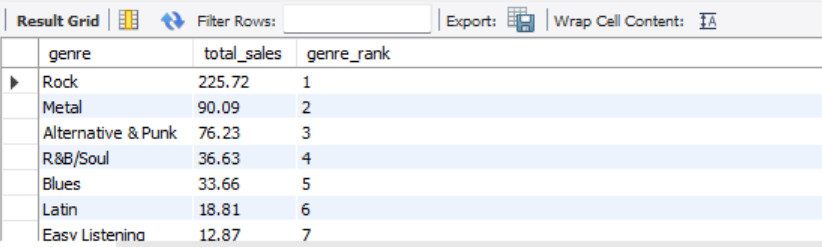 Result Grid Filter Rows: Export: Wrap Cell Content: IA
genre total_sales genre_rank
Rock 225.72 1
Metal 90.09 2
Alternative & Punk 76.23 3
R&B/Soul 36.63 4
Blues 33.66 5
Latin 18.81 6
Easy Listening 12.87 7